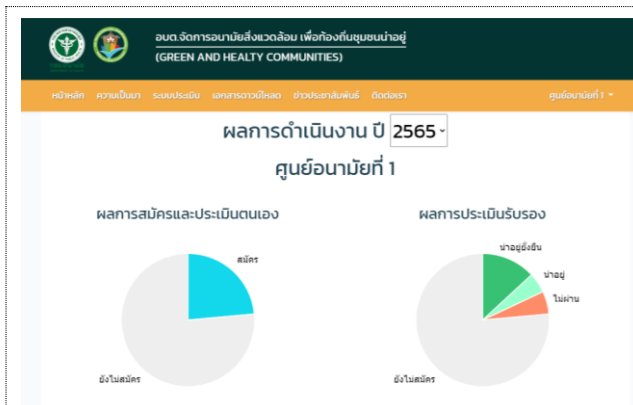 อบต.จัดการอนามัยสิ่งแวดล้อม เพื่อท้องถิ่นชุมชนน่าอยู่
(GREEN AND HEALTY COMMUNITIES)
หน้าหลัก ความเป็นมา ระบบประเมิน เอกสารดาวน์โหลด ข่าวประชาสัมพันธ์ ติดต่อเรา ศูนย์อนามัยที่ 1
ผลการดำเนินงาน ปี 2565
ศูนย์อนามัยที่ 1
ผลการสมัครและประเมินตนเอง ผลการประเมินรับรอง
สมัคร
ยังไม่สมัคร
น่าอยู่ยั่งยืน
น่าอยู่
ไม่ผ่าน
ยังไม่สมัคร